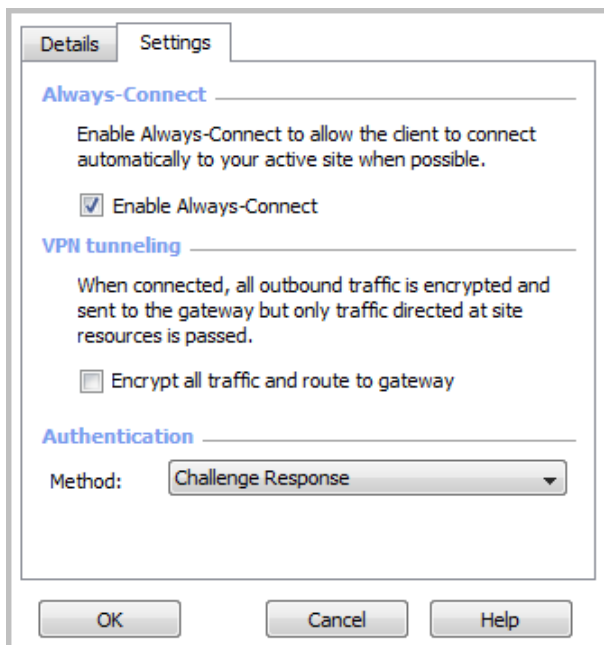 Details Settings
Always-Connect
Enable Always-Connect to allow the client to connect
automatically to your active site when possible.
Enable Always-Connect
VPN tunneling
When connected, all outbound traffic is encrypted and
sent to the gateway but only traffic directed at site
resources is passed.
Encrypt all traffic and route to gateway
Authentication
Method: Challenge Response
OK Cancel Help